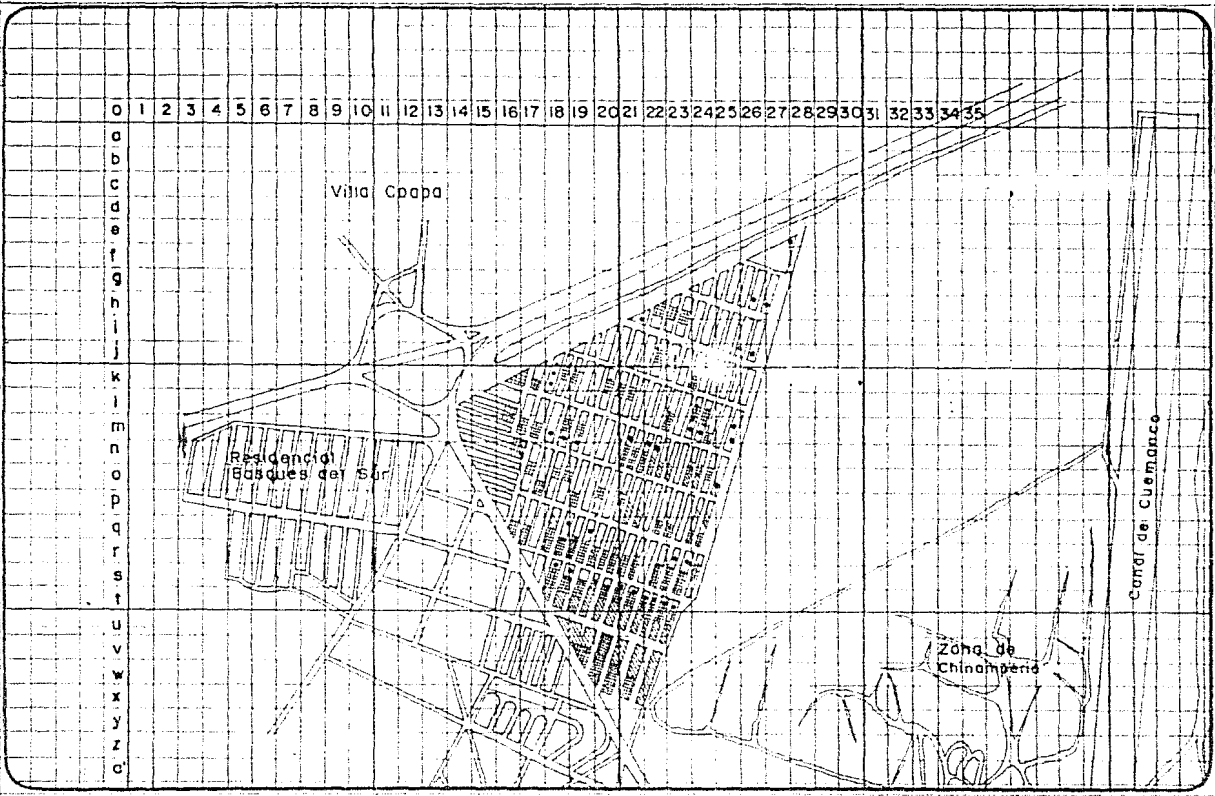 0 1 2 3 4 5 6 7 8 9 10 11 12 13 14 15 16 17 18 19 20 21 22 23 24 25 26 27 28 29 30 31 32 33 34 35
a
b
c
d
e
f
g
h
i
j
k
l
m
n
o
p
q
r
s
t
u
v
w
x
y
z
a'
Villa Coapa
Residencial
Bosques del Sur
Canal de Cuemanco
Zona de
Chinamperia